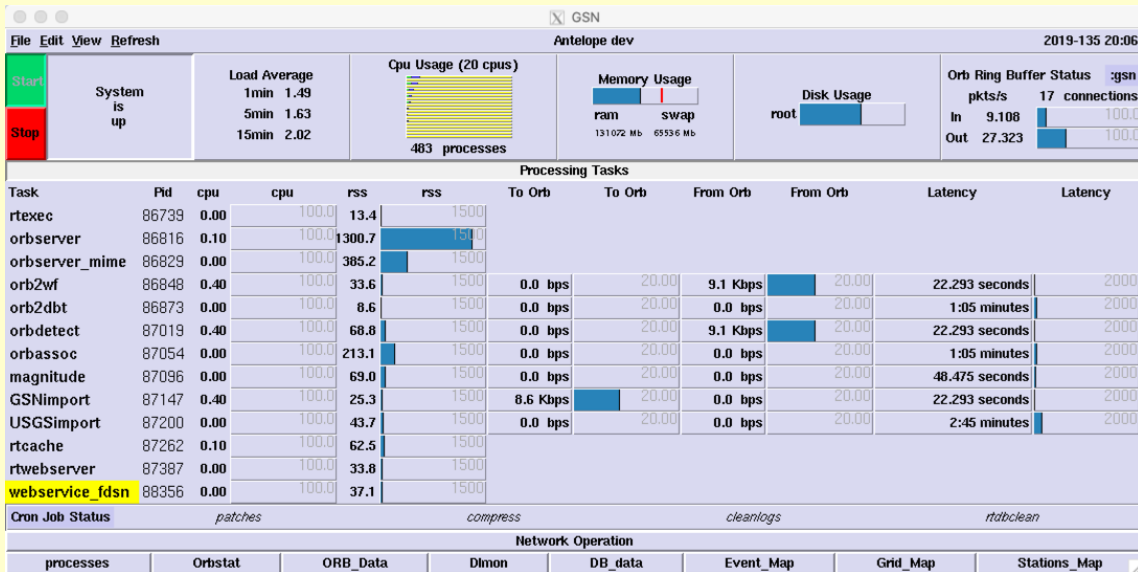 GSN
File Edit View Refresh Antelope dev 2019-135 20:06
Start
Stop
System
is
up
Load Average
1min 1.49
5min 1.63
15min 2.02
Cpu Usage (20 cpus)
483 processes
Memory Usage
ram swap
131072 Mb 65536 Mb
Disk Usage
root
Orb Ring Buffer Status :gsn
pkts/s 17 connections
In 9.108 100.0
Out 27.323 100.0
Processing Tasks
Task Pid cpu cpu rss rss To Orb To Orb From Orb From Orb Latency Latency
rtexec 86739 0.00 100.0 13.4 1500
orbserver 86816 0.10 100.0 1300.7 1500
orbserver_mime 86829 0.00 100.0 385.2 1500
orb2wf 86848 0.40 100.0 33.6 1500 0.0 bps 20.00 9.1 Kbps 20.00 22.293 seconds 2000
orb2dbt 86873 0.00 100.0 8.6 1500 0.0 bps 20.00 0.0 bps 20.00 1:05 minutes 2000
orbdetect 87019 0.40 100.0 68.8 1500 0.0 bps 20.00 9.1 Kbps 20.00 22.293 seconds 2000
orbassoc 87054 0.00 100.0 213.1 1500 0.0 bps 20.00 0.0 bps 20.00 1:05 minutes 2000
magnitude 87096 0.00 100.0 69.0 1500 0.0 bps 20.00 0.0 bps 20.00 48.475 seconds 2000
GSNimport 87147 0.40 100.0 25.3 1500 8.6 Kbps 20.00 0.0 bps 20.00 22.293 seconds 2000
USGSimport 87200 0.00 100.0 43.7 1500 0.0 bps 20.00 0.0 bps 20.00 2:45 minutes 2000
rtcache 87262 0.10 100.0 62.5 1500
rtwebserver 87387 0.00 100.0 33.8 1500
webservice_fdsn 88356 0.00 100.0 37.1 1500
Cron Job Status patches compress cleanlogs rtdbclean
Network Operation
processes Orbstat ORB_Data Dlmon DB_data Event_Map Grid_Map Stations_Map